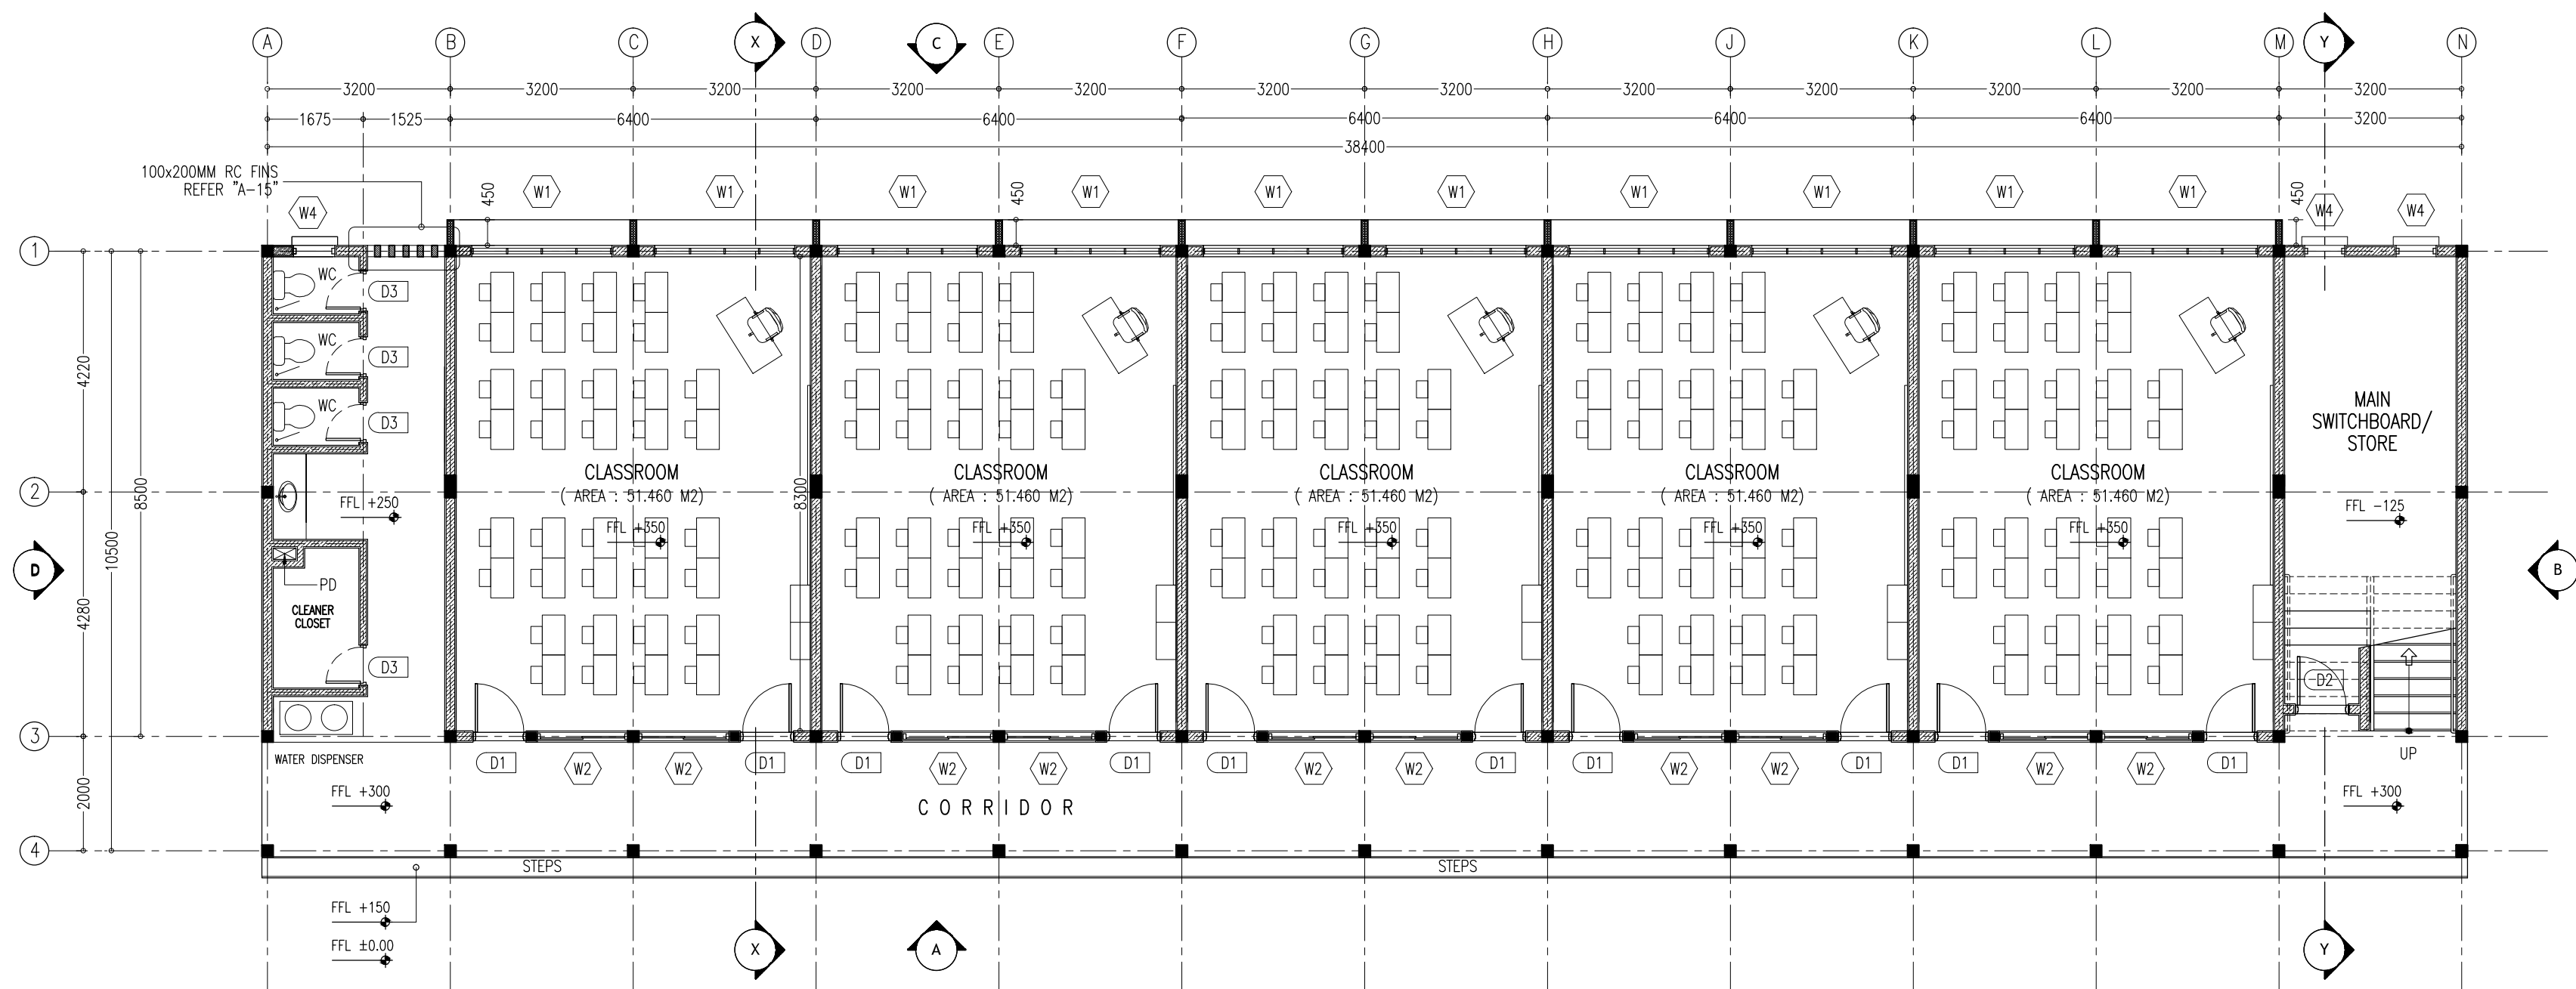 A B C X D C E F G H J K L M Y N
3200 3200 3200 3200 3200 3200 3200 3200 3200 3200 3200 3200
1675 1525 6400 6400 6400 6400 6400 3200
38400
100x200MM RC FINS
REFER "A-15"
W4 450 W1 W1 W1 450 W1 W1 W1 W1 W1 W1 W1 450 W4 W4
1
WC D3
WC D3
4220
WC D3
8500
MAIN
SWITCHBOARD/
STORE
CLASSROOM CLASSROOM CLASSROOM CLASSROOM CLASSROOM
2
( AREA : 51.460 M2) 8300 ( AREA : 51.460 M2) ( AREA : 51.460 M2) ( AREA : 51.460 M2) ( AREA : 51.460 M2)
FFL +250 FFL -125
FFL +350 FFL +350 FFL +350 FFL +350 FFL +350
10500
D B
PD
4280
CLEANER
CLOSET
D3 D2
3
UP
WATER DISPENSER
D1 W2 W2 D1 D1 W2 W2 D1 D1 W2 W2 D1 D1 W2 W2 D1 D1 W2 W2 D1
2000
FFL +300 FFL +300
CORRIDOR
4
STEPS STEPS
FFL +150
FFL ±0.00
X A Y